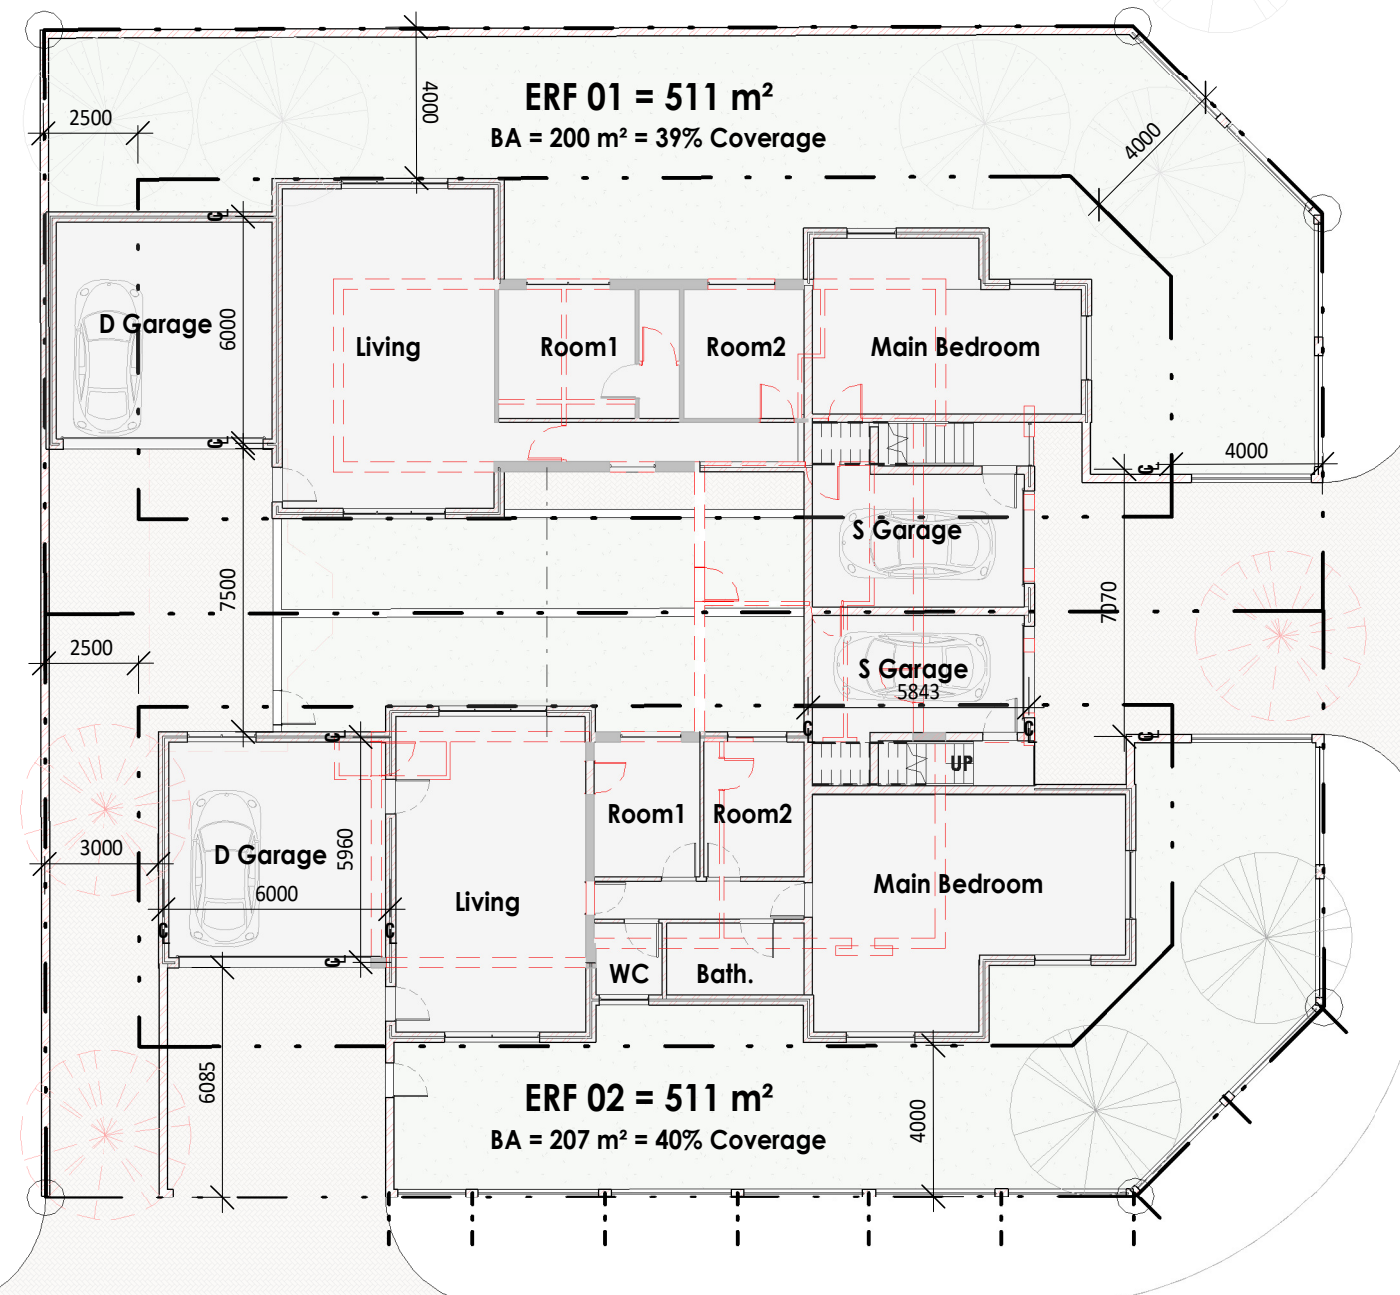 ERF 01 = 511 m²
BA = 200 m² = 39% Coverage
2500
4000
4000
D Garage
6000
Living
Room1
Room2
Main Bedroom
4000
S Garage
7500
7070
2500
S Garage
5843
UP
Room1
Room2
3000
D Garage
5960
6000
Living
Main Bedroom
WC
Bath.
6085
ERF 02 = 511 m²
BA = 207 m² = 40% Coverage
4000